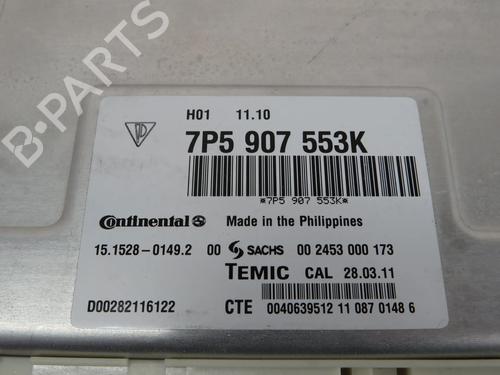 H01 11.10
7P5 907 553K
*7P5 907 553K*
Continental Made in the Philippines
15.1528-0149.2 00 SACHS 00 2453 000 173
TEMIC CAL 28.03.11
D00282116122 CTE 0040639512 11 087 0148 6
B PARTS